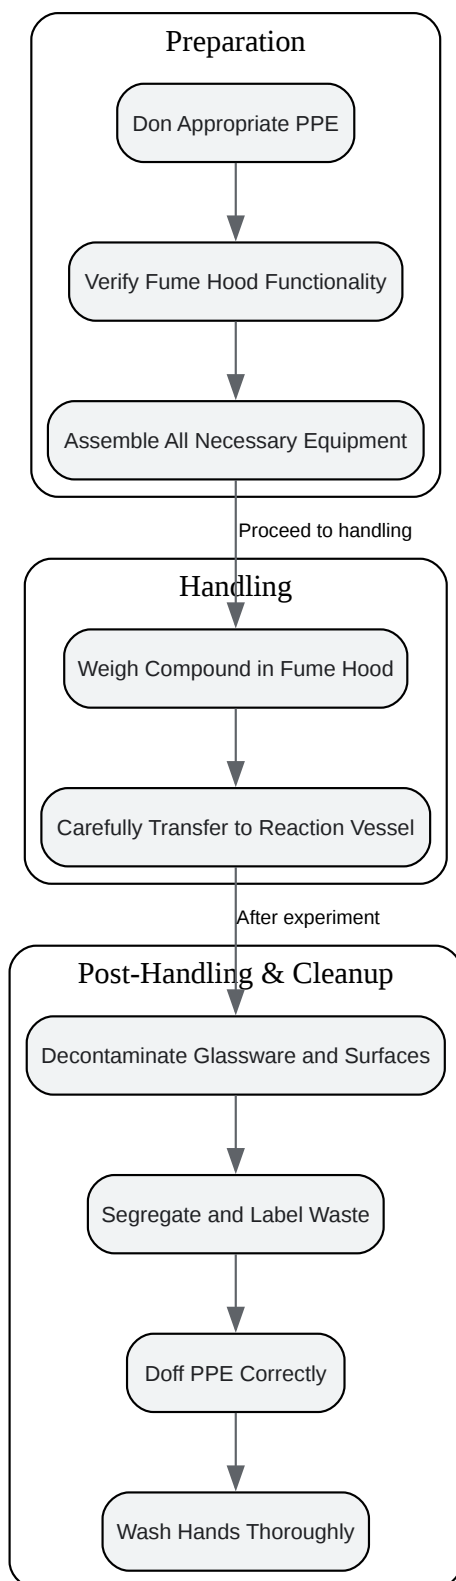 Preparation
Don Appropriate PPE
Verify Fume Hood Functionality
Assemble All Necessary Equipment
Proceed to handling
Handling
Weigh Compound in Fume Hood
Carefully Transfer to Reaction Vessel
After experiment
Post-Handling & Cleanup
Decontaminate Glassware and Surfaces
Segregate and Label Waste
Doff PPE Correctly
Wash Hands Thoroughly